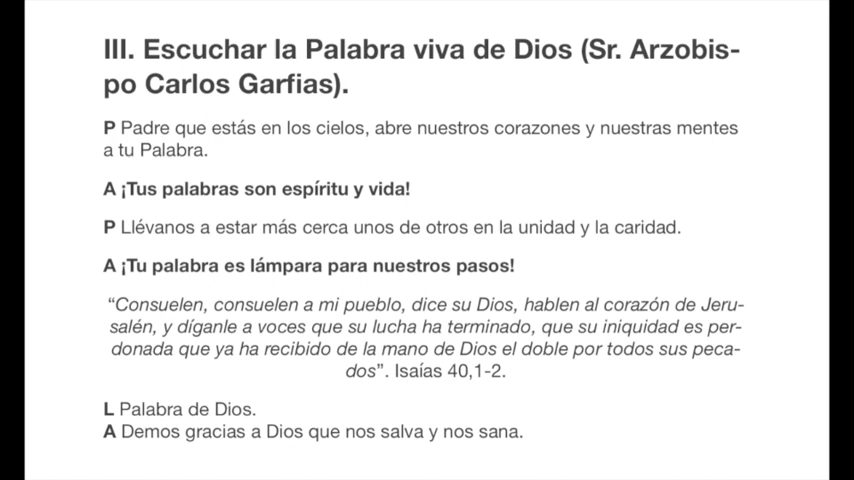 III. Escuchar la Palabra viva de Dios (Sr. Arzobis-
po Carlos Garfias).
P Padre que estás en los cielos, abre nuestros corazones y nuestras mentes
a tu Palabra.
A ¡Tus palabras son espíritu y vida!
P Llévanos a estar más cerca unos de otros en la unidad y la caridad.
A ¡Tu palabra es lámpara para nuestros pasos!
“Consuelen, consuelen a mi pueblo, dice su Dios, hablen al corazón de Jeru-
salén, y díganle a voces que su lucha ha terminado, que su iniquidad es per-
donada que ya ha recibido de la mano de Dios el doble por todos sus peca-
dos”. Isaías 40,1-2.
L Palabra de Dios.
A Demos gracias a Dios que nos salva y nos sana.